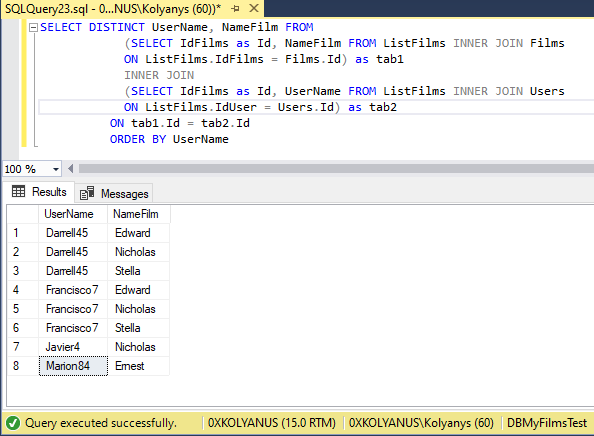 SQLQuery23.sql - 0...NUS\Kolyanys (60))*
SELECT DISTINCT UserName, NameFilm FROM
(SELECT IdFilms as Id, NameFilm FROM ListFilms INNER JOIN Films
ON ListFilms.IdFilms = Films.Id) as tab1
INNER JOIN
(SELECT IdFilms as Id, UserName FROM ListFilms INNER JOIN Users
ON ListFilms.IdUser = Users.Id) as tab2
ON tab1.Id = tab2.Id
ORDER BY UserName
100 %
Results Messages
UserName NameFilm
1 Darrell45 Edward
2 Darrell45 Nicholas
3 Darrell45 Stella
4 Francisco7 Edward
5 Francisco7 Nicholas
6 Francisco7 Stella
7 Javier4 Nicholas
8 Marion84 Ernest
Query executed successfully. 0XKOLYANUS (15.0 RTM) 0XKOLYANUS\Kolyanys (60) DBMyFilmsTest